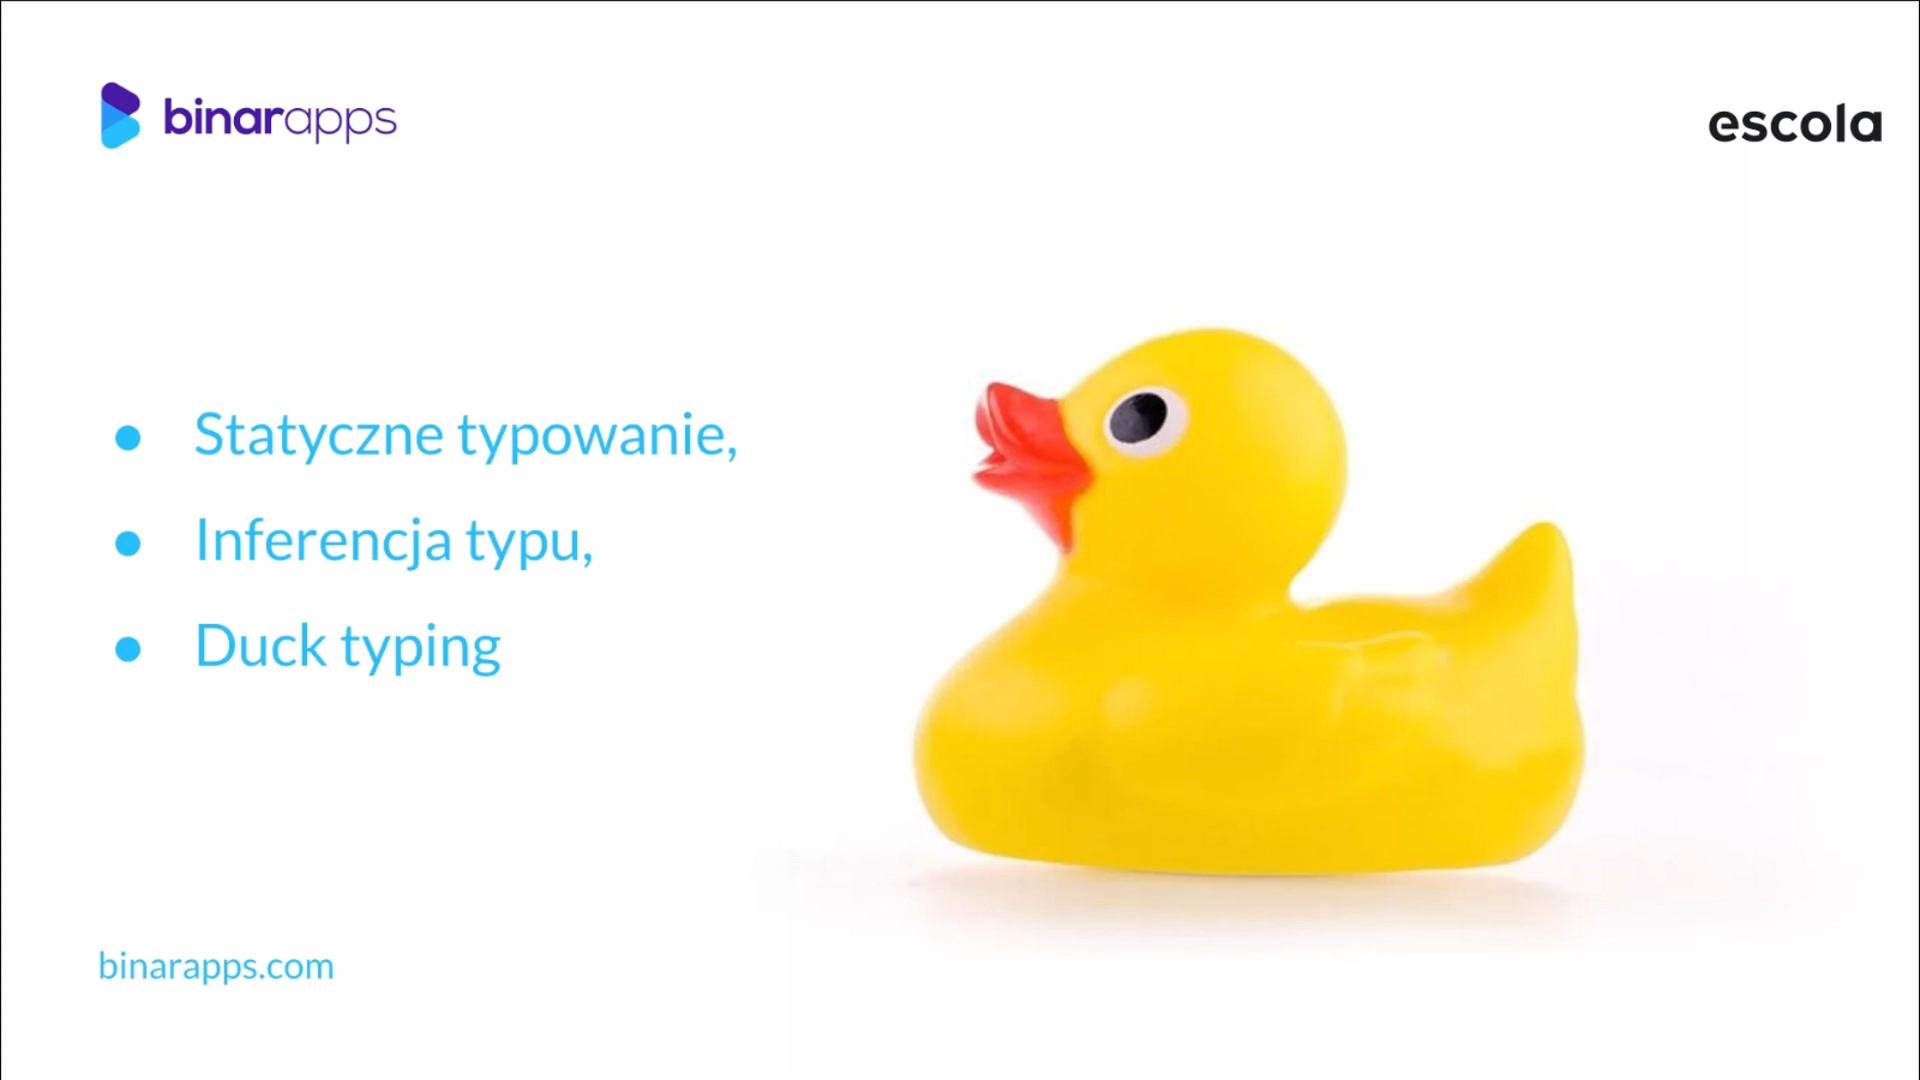 binarapps
escola
● Statyczne typowanie,
● Inferencja typu,
● Duck typing
binarapps.com